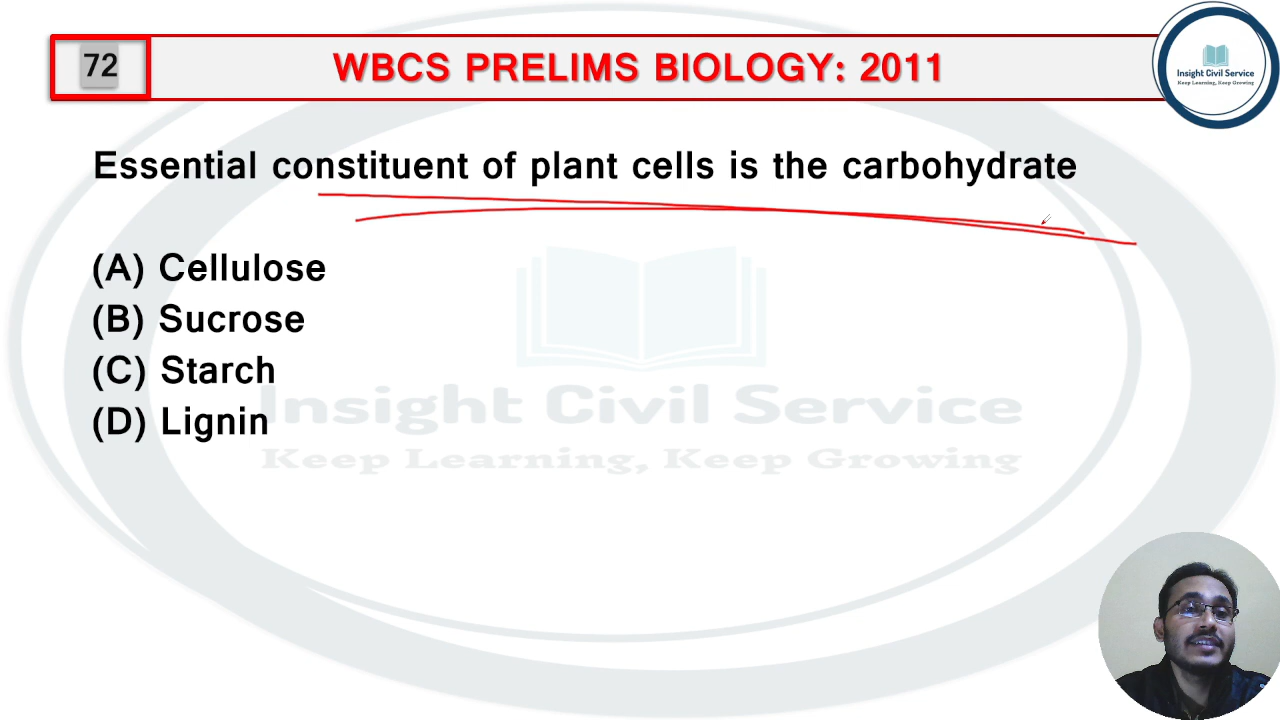 72
WBCS PRELIMS BIOLOGY: 2011
Insight Civil Service
Keep Learning, Keep Growing
Essential constituent of plant cells is the carbohydrate
(A) Cellulose
(B) Sucrose
(C) Starch
(D) Lignin
Insight Civil Service
Keep Learning, Keep Growing